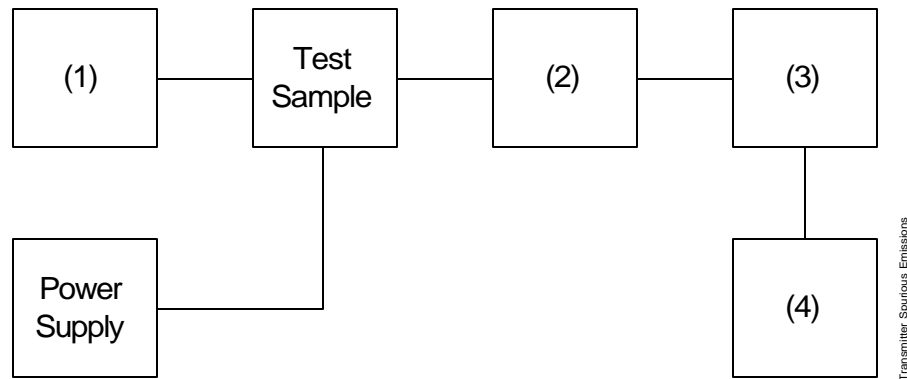 (1)
Test
Sample
(2)
(3)
Power
Supply
(4)
Transmitter Spurious Emissions